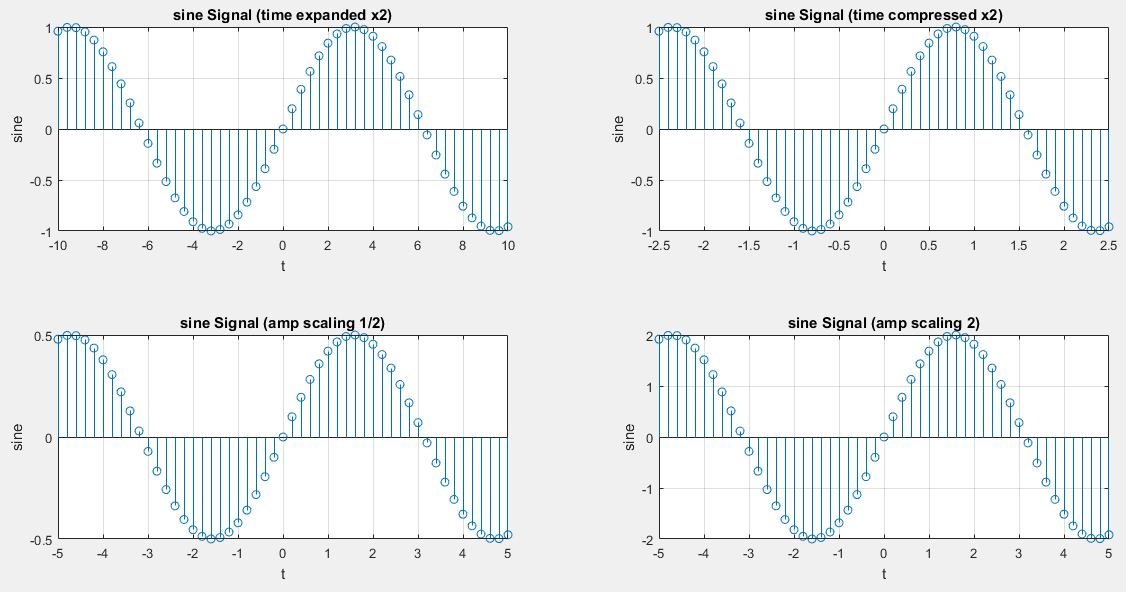 sine Signal (time expanded x2)
1
0.5
0
-0.5
-1
sine
-10 -8 -6 -4 -2 0 2 4 6 8 10
t
sine Signal (time compressed x2)
1
0.5
0
-0.5
-1
sine
-2.5 -2 -1.5 -1 -0.5 0 0.5 1 1.5 2 2.5
t
sine Signal (amp scaling 1/2)
0.5
0
-0.5
sine
-5 -4 -3 -2 -1 0 1 2 3 4 5
t
sine Signal (amp scaling 2)
2
1
0
-1
-2
sine
-5 -4 -3 -2 -1 0 1 2 3 4 5
t